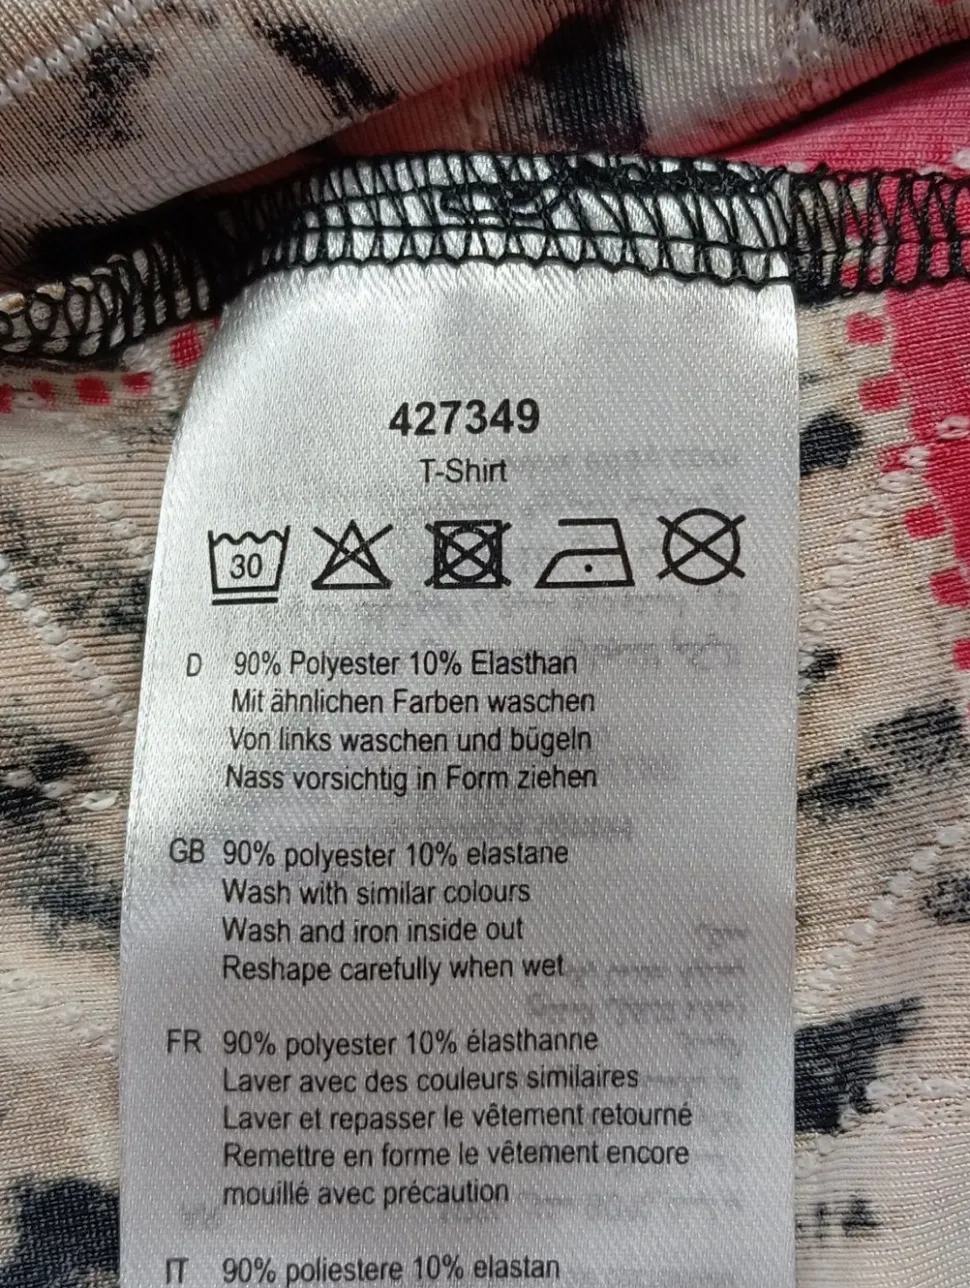 427349
T-Shirt
30
D 90% Polyester 10% Elasthan
Mit ähnlichen Farben waschen
Von links waschen und bügeln
Nass vorsichtig in Form ziehen
GB 90% polyester 10% elastane
Wash with similar colours
Wash and iron inside out
Reshape carefully when wet
FR 90% polyester 10% élasthanne
Laver avec des couleurs similaires
Laver et repasser le vêtement retourné
Remettre en forme le vêtement encore
mouillé avec précaution
IT 90% poliestere 10% elastan